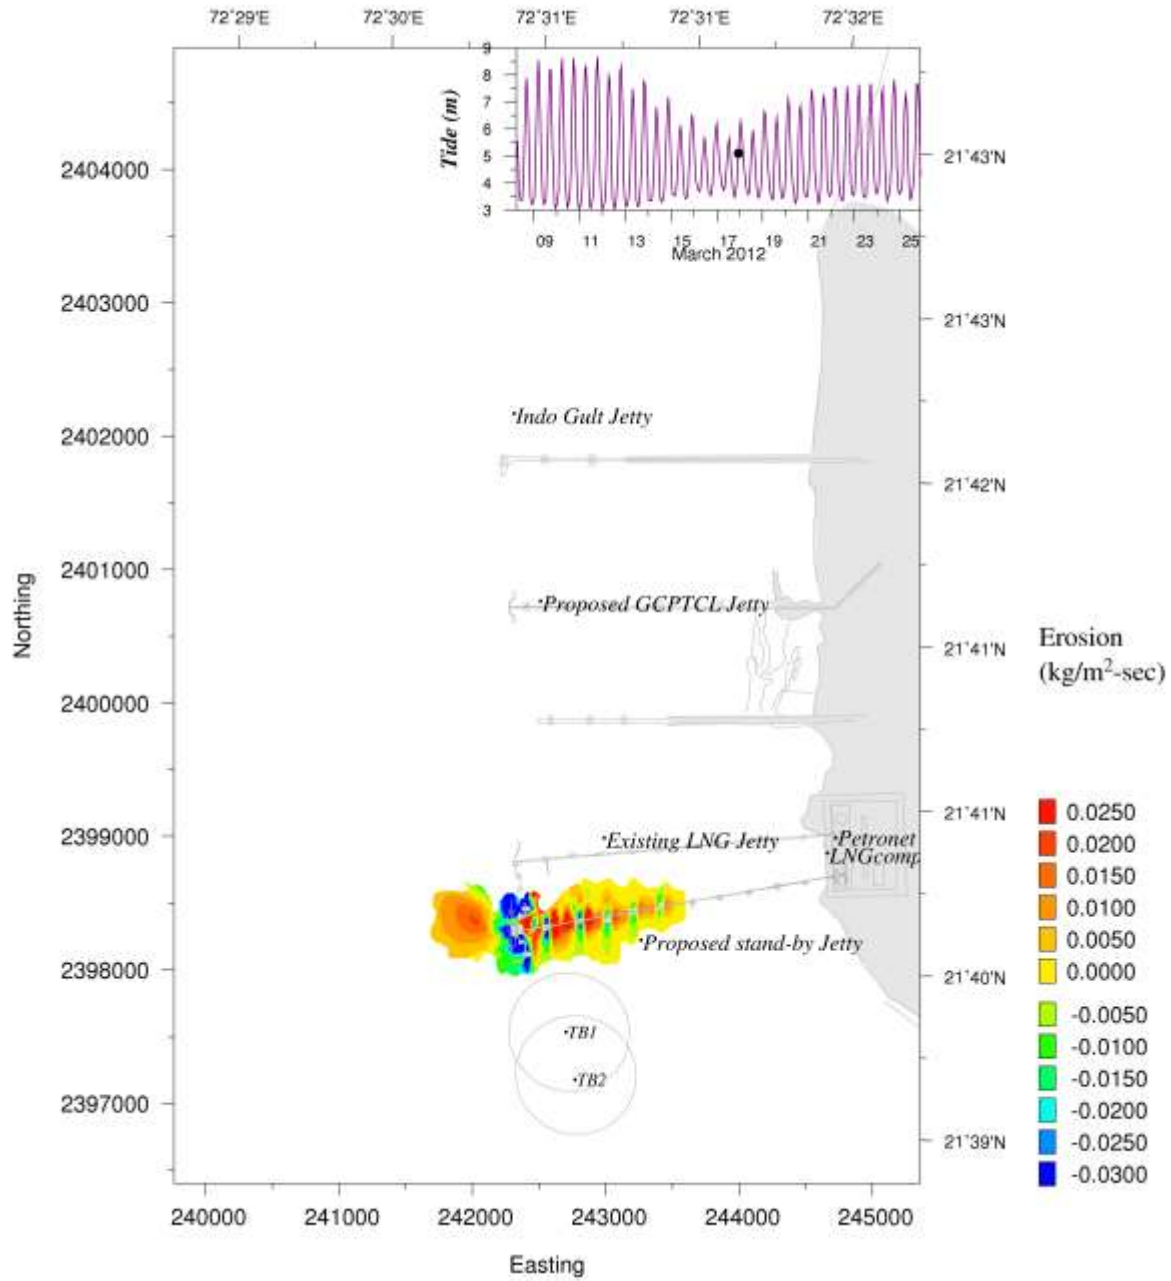 72°29'E 72°30'E 72°31'E 72°31'E 72°32'E
9
8
7
6
5
4
3
Tide (m)
09 11 13 15 17 19 21 23 25
March 2012
2404000
2403000
2402000
2401000
2400000
2399000
2398000
2397000
Northing
21°43'N
21°43'N
21°42'N
21°41'N
21°41'N
21°40'N
21°39'N
Indo Gult Jetty
Proposed GCPTCL Jetty
Existing LNG Jetty
Petronet
LNGcomp
Proposed stand-by Jetty
TB1
TB2
240000 241000 242000 243000 244000 245000
Easting
Erosion
(kg/m²-sec)
0.0250
0.0200
0.0150
0.0100
0.0050
0.0000
-0.0050
-0.0100
-0.0150
-0.0200
-0.0250
-0.0300